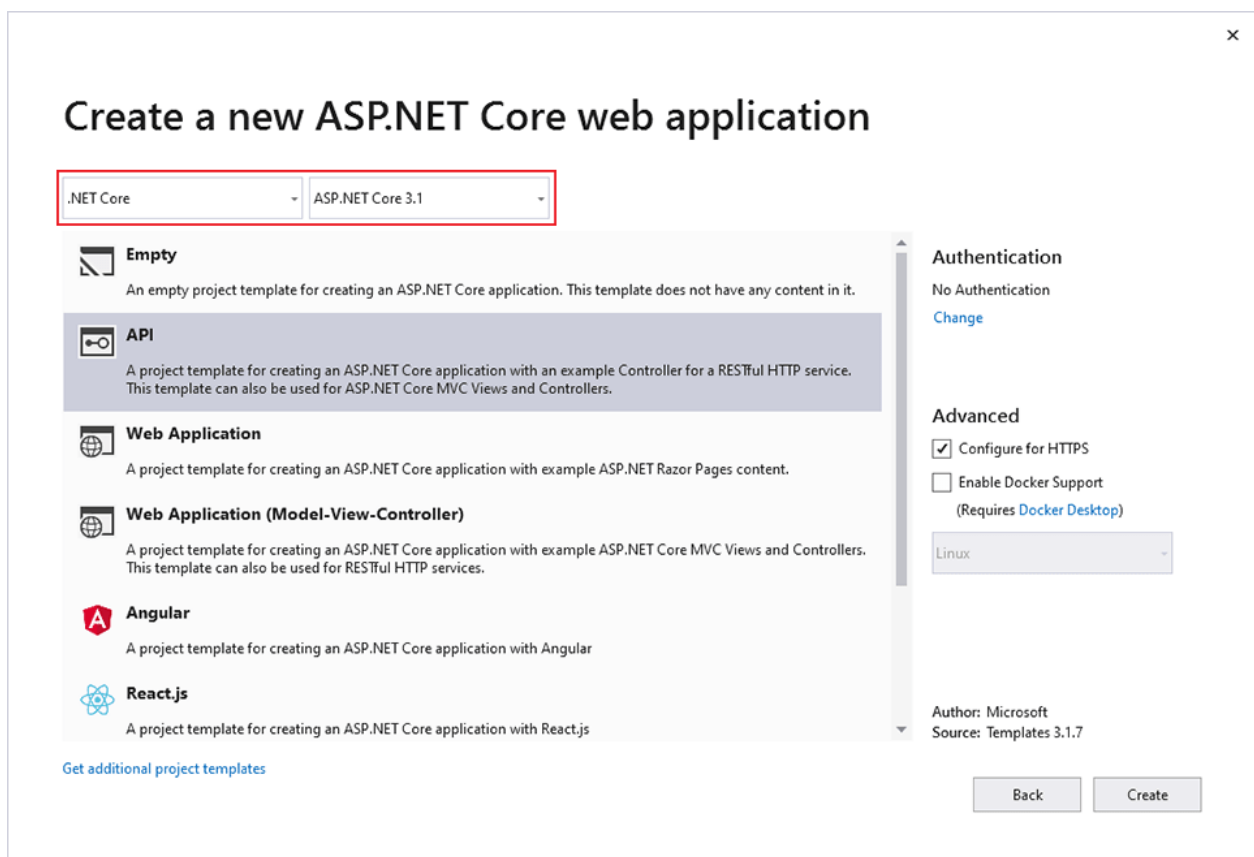 Create a new ASP.NET Core web application
.NET Core
ASP.NET Core 3.1
Empty
An empty project template for creating an ASP.NET Core application. This template does not have any content in it.
API
A project template for creating an ASP.NET Core application with an example Controller for a RESTful HTTP service.
This template can also be used for ASP.NET Core MVC Views and Controllers.
Web Application
A project template for creating an ASP.NET Core application with example ASP.NET Razor Pages content.
Web Application (Model-View-Controller)
A project template for creating an ASP.NET Core application with example ASP.NET Core MVC Views and Controllers.
This template can also be used for RESTful HTTP services.
Angular
A project template for creating an ASP.NET Core application with Angular
React.js
A project template for creating an ASP.NET Core application with React.js
Get additional project templates
Authentication
No Authentication
Change
Advanced
Configure for HTTPS
Enable Docker Support
(Requires Docker Desktop)
Linux
Author: Microsoft
Source: Templates 3.1.7
Back
Create